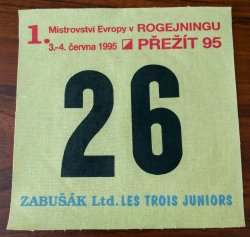 1. Mistrovství Evropy v ROGEJNINGU
3.-4. června 1995 PŘEŽÍT 95
26
ZABUŠÁK Ltd. LES TROIS JUNIORS